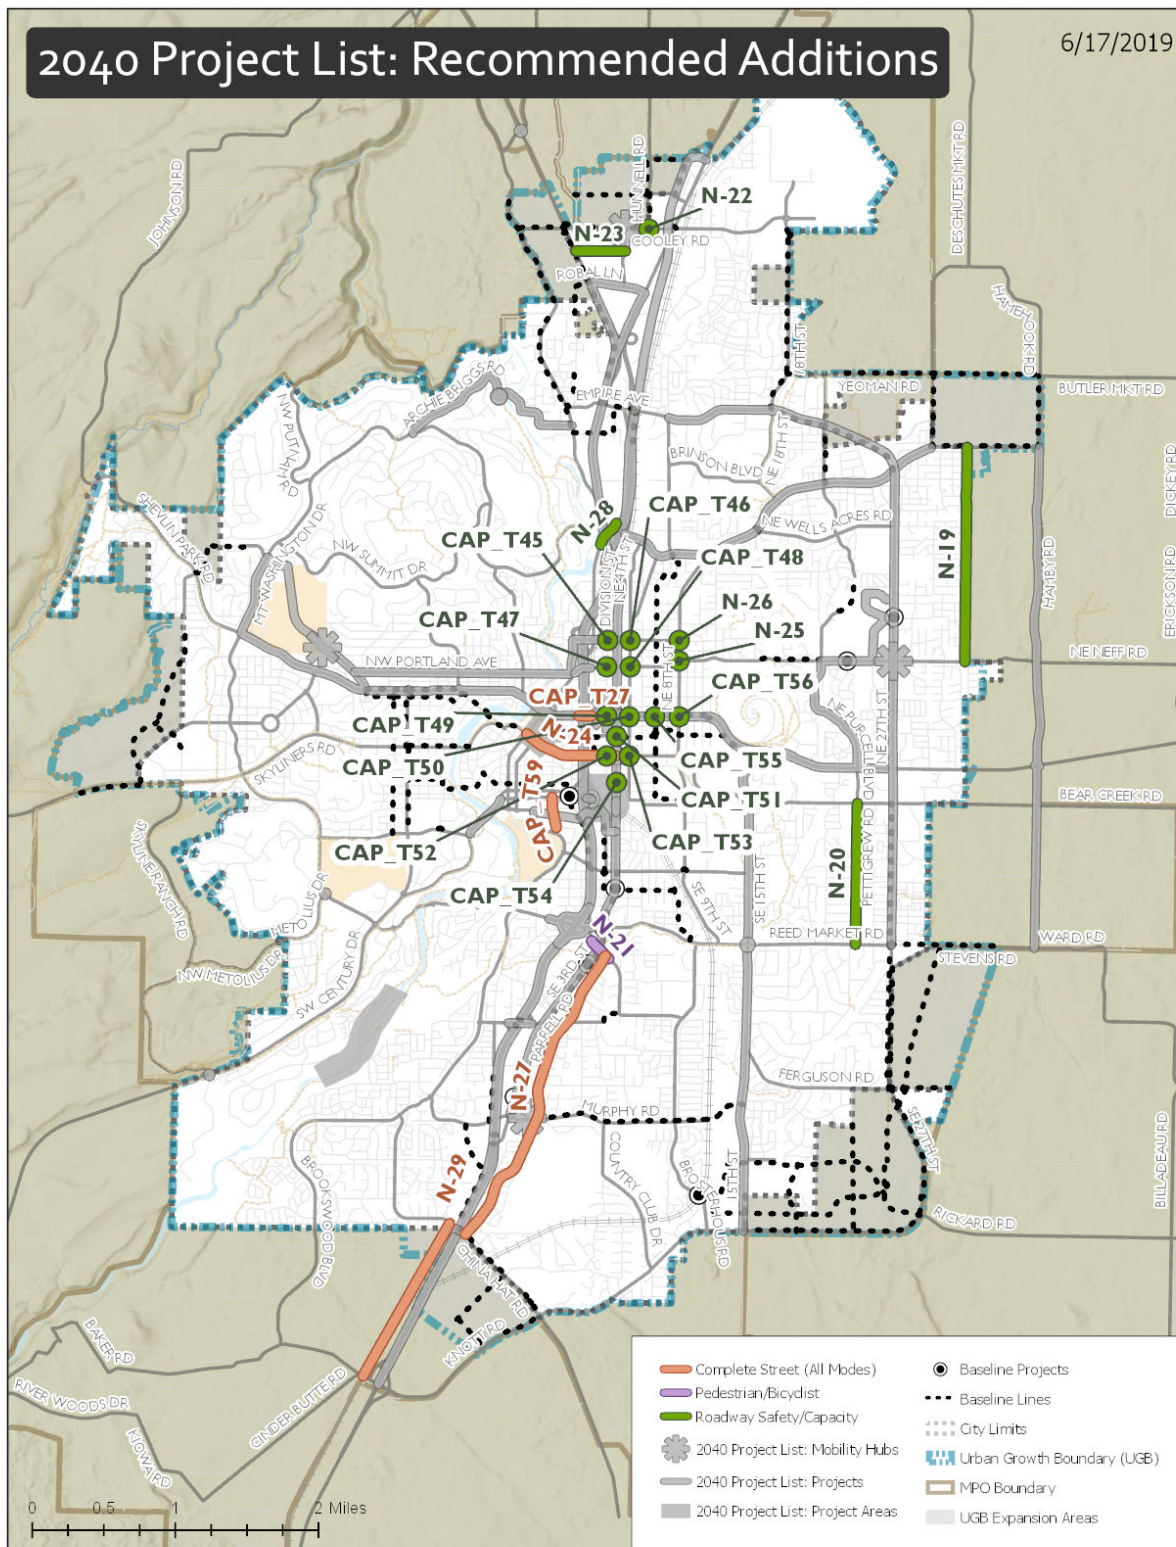 2040 Project List: Recommended Additions
6/17/2019
JOHNSON RD
HUNNELL RD
N-22
N-23
COOLEY RD
ROBAL LN
DESCHUTES MKT RD
HAMEHOOK RD
18TH ST
YEOMAN RD
BUTLER MKT RD
ARCHIE BRIGGS RD
EMPIRE AVE
NW PUTNAM RD
BRINSON BLVD
NE 18TH ST
DICKEY RD
SHEVLIN PARK RD
MT WASHINGTON DR
NW SUMMIT DR
N-28
CAP_T46
CAP_T45
NE WELLS ACRES RD
DIVISION ST
NE 4TH ST
CAP_T48
N-19
HAMBY RD
ERICKSON RD
CAP_T47
N-26
N-25
NE 8TH ST
NW PORTLAND AVE
NE NEFF RD
CAP_T56
CAP_T27
CAP_T49
N-24
NE PURCELL BLVD
NE 27TH ST
SKYLINERS RD
CAP_T50
CAP_T55
CAP_T59
CAP_T51
BEAR CREEK RD
CAP_T52
CAP_T53
SKYLINE RANCH RD
PETTIGREW RD
N-20
CAP_T54
METOLIUS DR
SE 9TH ST
SE 15TH ST
N-21
REED MARKET RD
WARD RD
STEVENS RD
NW METOLIUS DR
SW CENTURY DR
SE 3RD ST
PARRELL RD
N-27
FERGUSON RD
MURPHY RD
SE 27TH ST
COUNTRY CLUB DR
BROSTERHOUS RD
15TH ST
BILLADEAU RD
N-29
BROOKSWOOD BLVD
RICKARD RD
CHINA HAT RD
KNOTT RD
BAKER RD
RIVER WOODS DR
KIOWA RD
CINDER BUTTE RD
0 0.5 1 2 Miles
Complete Street (All Modes)
Pedestrian/Bicyclist
Roadway Safety/Capacity
2040 Project List: Mobility Hubs
2040 Project List: Projects
2040 Project List: Project Areas
Baseline Projects
Baseline Lines
City Limits
Urban Growth Boundary (UGB)
MPO Boundary
UGB Expansion Areas